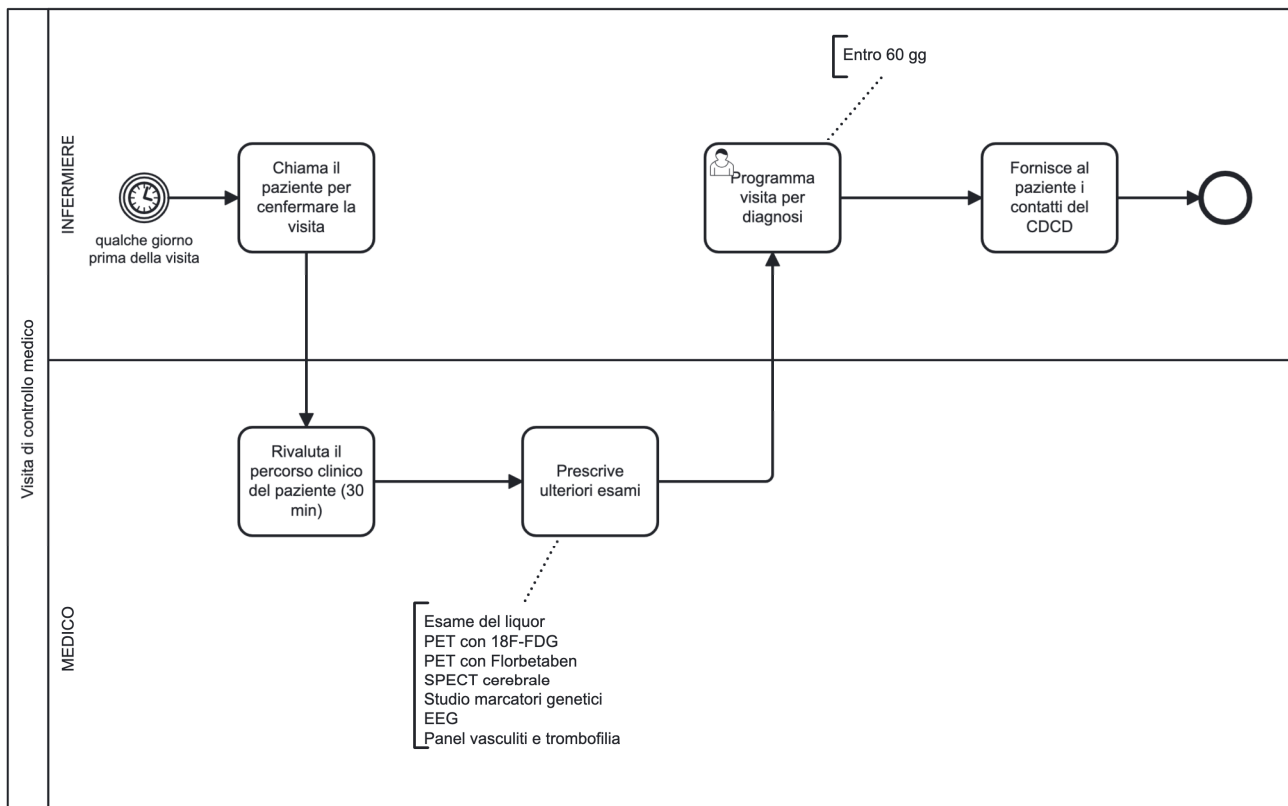 Visita di controllo medico
INFERMIERE
qualche giorno
prima della visita
Chiama il
paziente per
cenfermare la
visita
Entro 60 gg
Programma
visita per
diagnosi
Fornisce al
paziente i
contatti del
CDCD
MEDICO
Rivaluta il
percorso clinico
del paziente (30
min)
Prescrive
ulteriori esami
Esame del liquor
PET con 18F-FDG
PET con Florbetaben
SPECT cerebrale
Studio marcatori genetici
EEG
Panel vasculiti e trombofilia